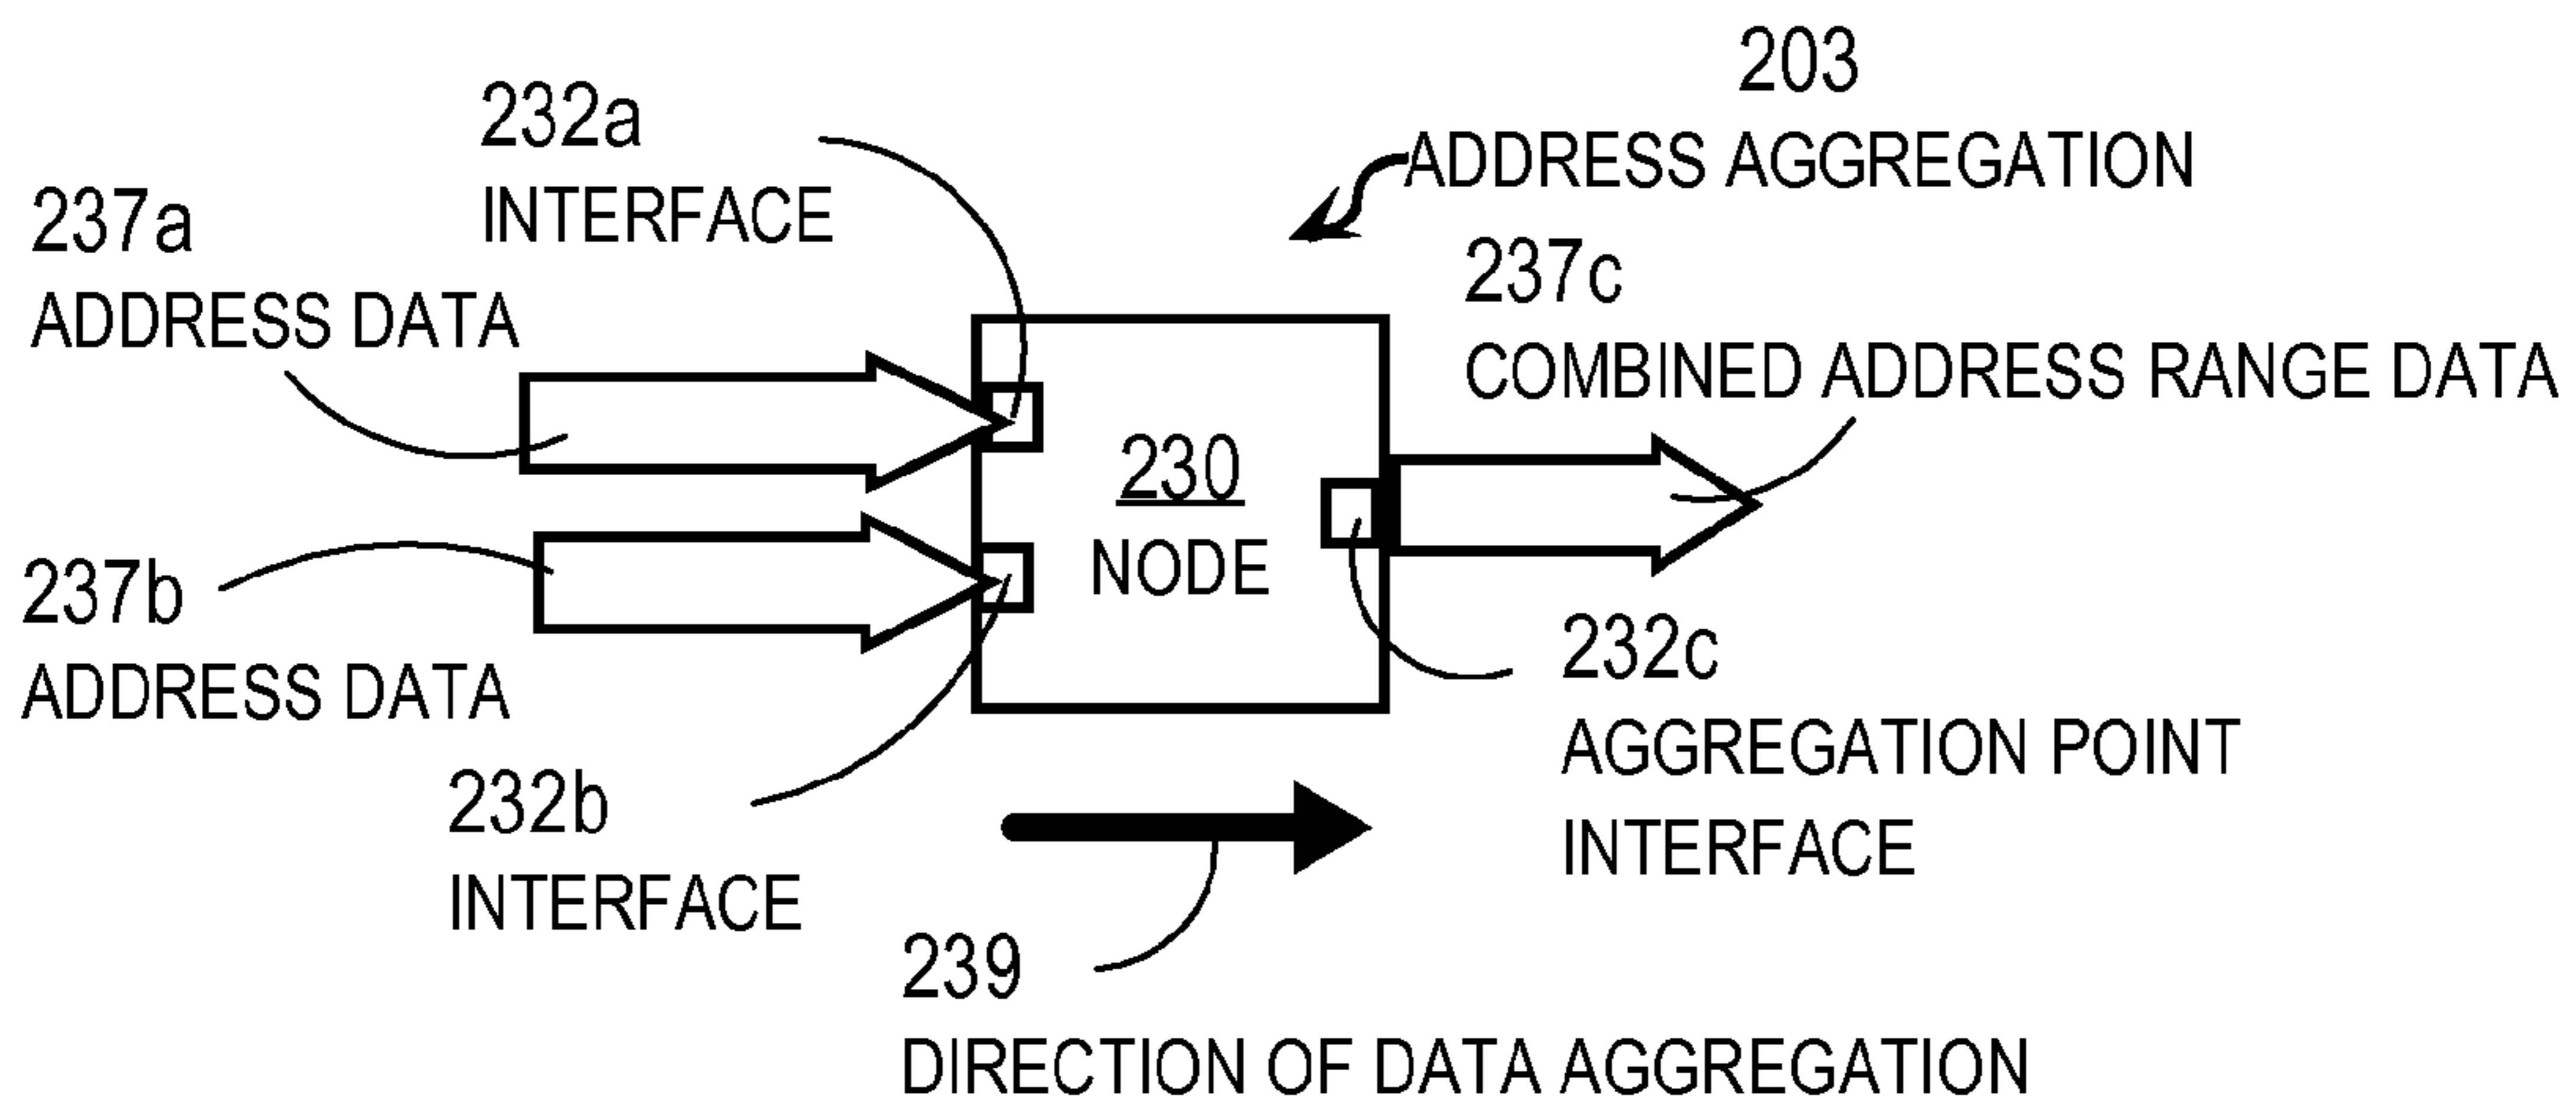 203
ADDRESS AGGREGATION
232a
INTERFACE
237a
ADDRESS DATA
237c
COMBINED ADDRESS RANGE DATA
230
NODE
237b
ADDRESS DATA
232c
AGGREGATION POINT
INTERFACE
232b
INTERFACE
239
DIRECTION OF DATA AGGREGATION